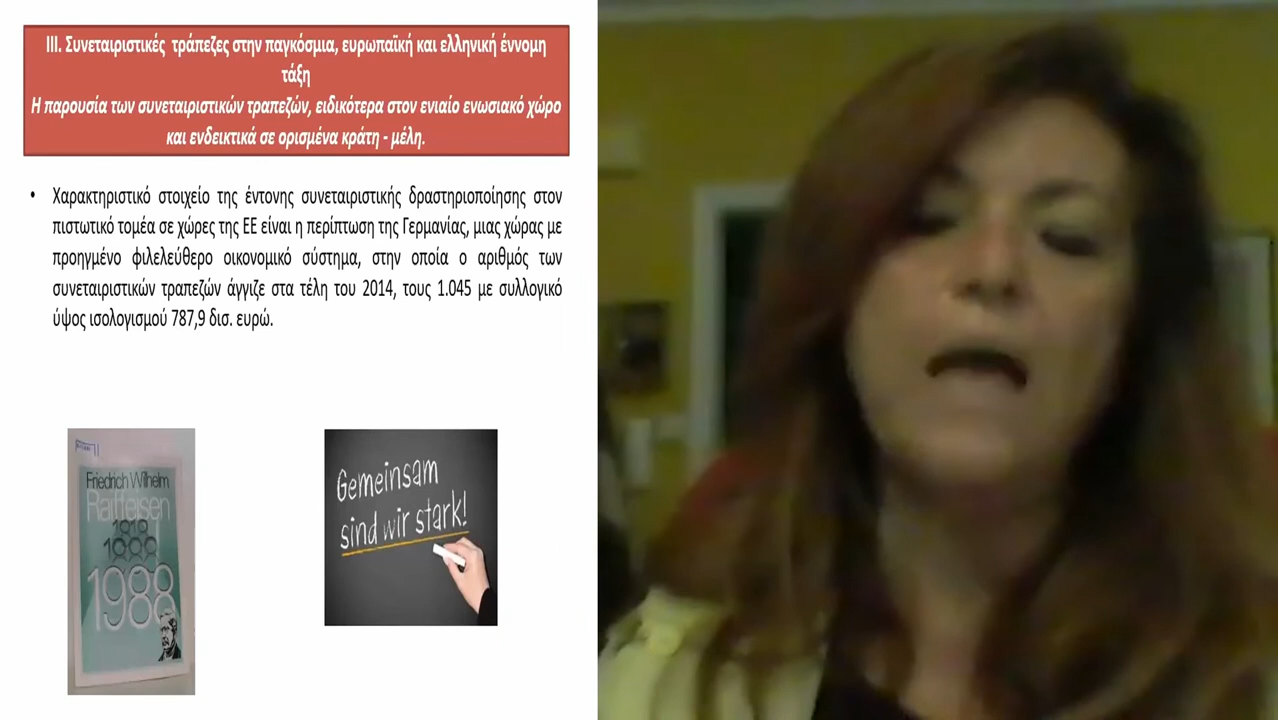 III. Συνεταιριστικές τράπεζες στην παγκόσμια, ευρωπαϊκή και ελληνική έννομη
τάξη
Η παρουσία των συνεταιριστικών τραπεζών, ειδικότερα στον ενιαίο ενωσιακό χώρο
και ενδεικτικά σε ορισμένα κράτη - μέλη.
• Χαρακτηριστικό στοιχείο της έντονης συνεταιριστικής δραστηριοποίησης στον
πιστωτικό τομέα σε χώρες της ΕΕ είναι η περίπτωση της Γερμανίας, μιας χώρας με
προηγμένο φιλελεύθερο οικονομικό σύστημα, στην οποία ο αριθμός των
συνεταιριστικών τραπεζών άγγιζε στα τέλη του 2014, τους 1.045 με συλλογικό
ύψος ισολογισμού 787,9 δισ. ευρώ.
Friedrich Wilhelm
Raiffeisen
1988
Gemeinsam
sind wir stark!